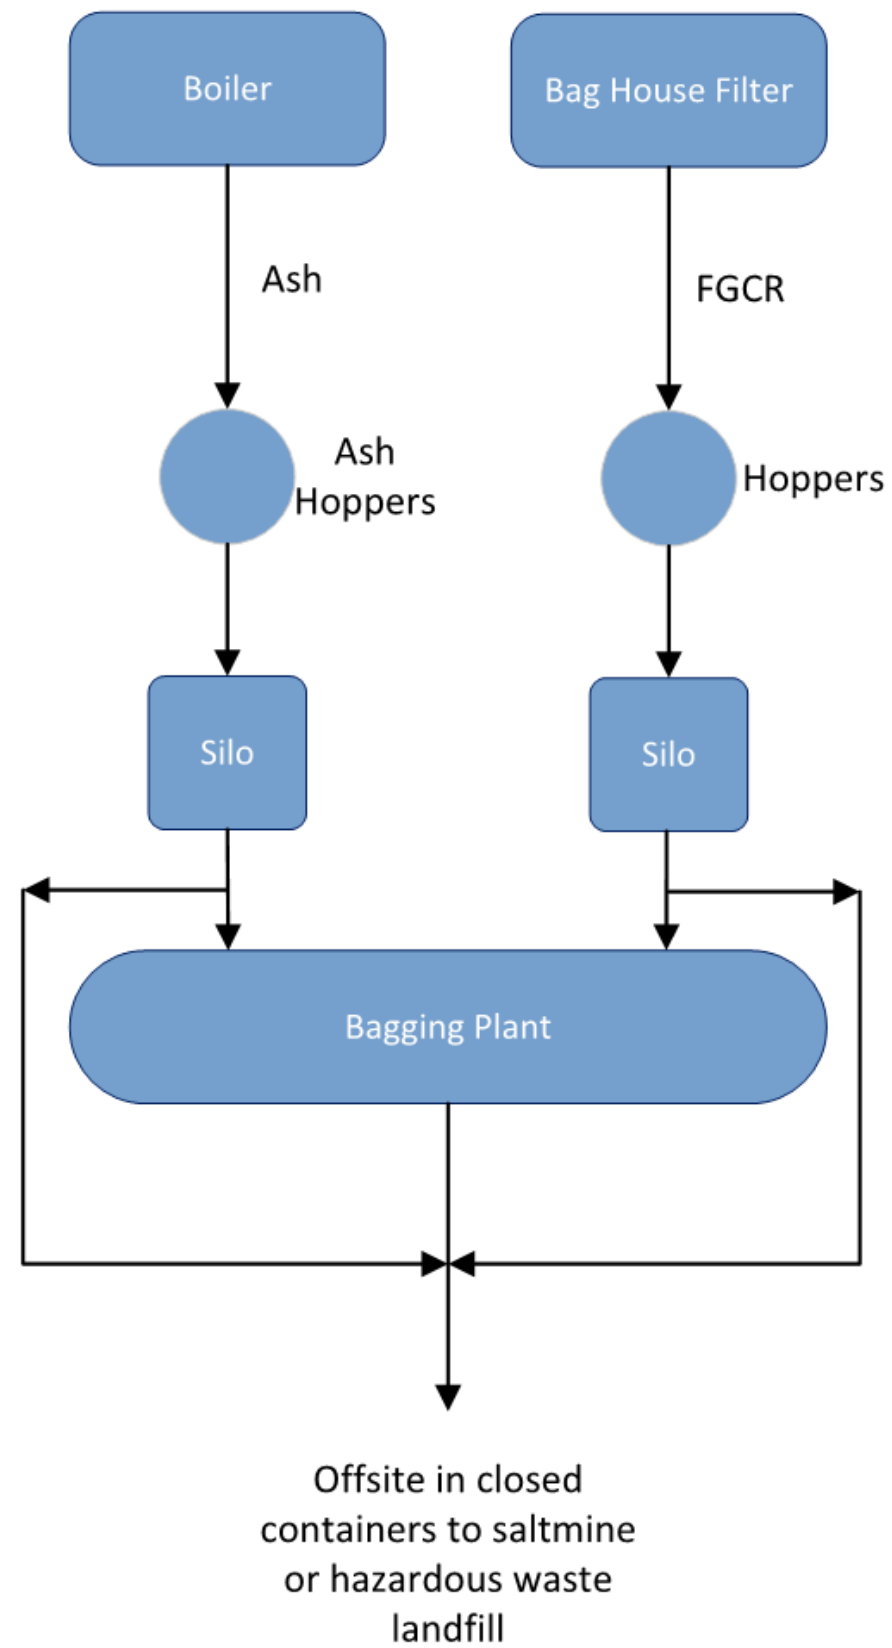 Boiler
Bag House Filter
Ash
FGCR
Ash
Hoppers
Hoppers
Silo
Silo
Bagging Plant
Offsite in closed
containers to saltmine
or hazardous waste
landfill